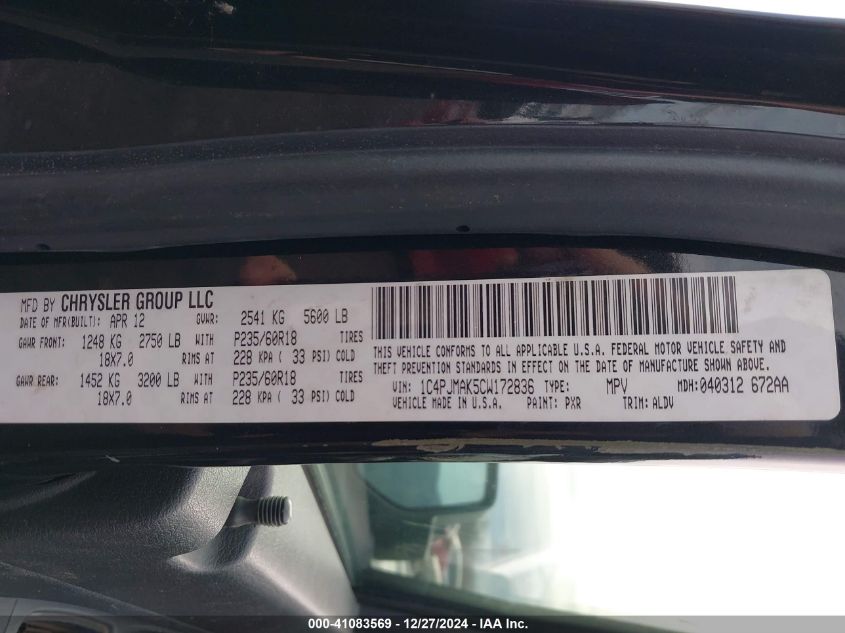 MFD BY CHRYSLER GROUP LLC
DATE OF MFR(BUILT): APR 12 GVWR: 2541 KG 5600 LB
GAWR FRONT: 1248 KG 2750 LB WITH P235/60R18 TIRES
18X7.0 RIMS AT 228 KPA ( 33 PSI) COLD
GAWR REAR: 1452 KG 3200 LB WITH P235/60R18 TIRES
18X7.0 RIMS AT 228 KPA ( 33 PSI) COLD
THIS VEHICLE CONFORMS TO ALL APPLICABLE U.S.A. FEDERAL MOTOR VEHICLE SAFETY AND
THEFT PREVENTION STANDARDS IN EFFECT ON THE DATE OF MANUFACTURE SHOWN ABOVE.
VIN: 1C4PJMAK5CW172836 TYPE: MPV MDH: 040312 672AA
VEHICLE MADE IN U.S.A. PAINT: PXR TRIM: ALDV
000-41083569 - 12/27/2024 - IAA Inc.